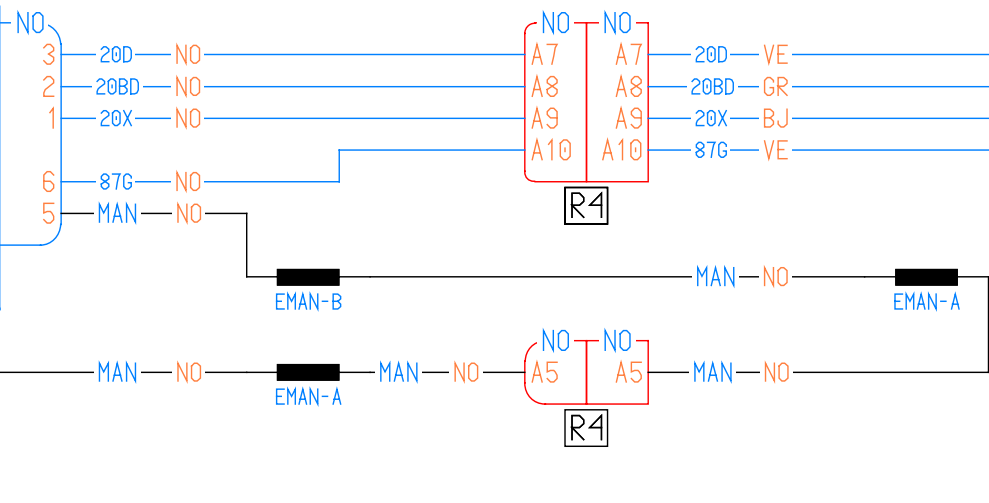 NO NO NO
3 20D NO A7 A7 20D VE
2 20BD NO A8 A8 20BD GR
1 20X NO A9 A9 20X BJ
A10 A10 87G VE
6 87G NO
5 MAN NO R4
MAN NO
EMAN-B EMAN-A
NO NO
MAN NO MAN NO A5 A5 MAN NO
EMAN-A
R4